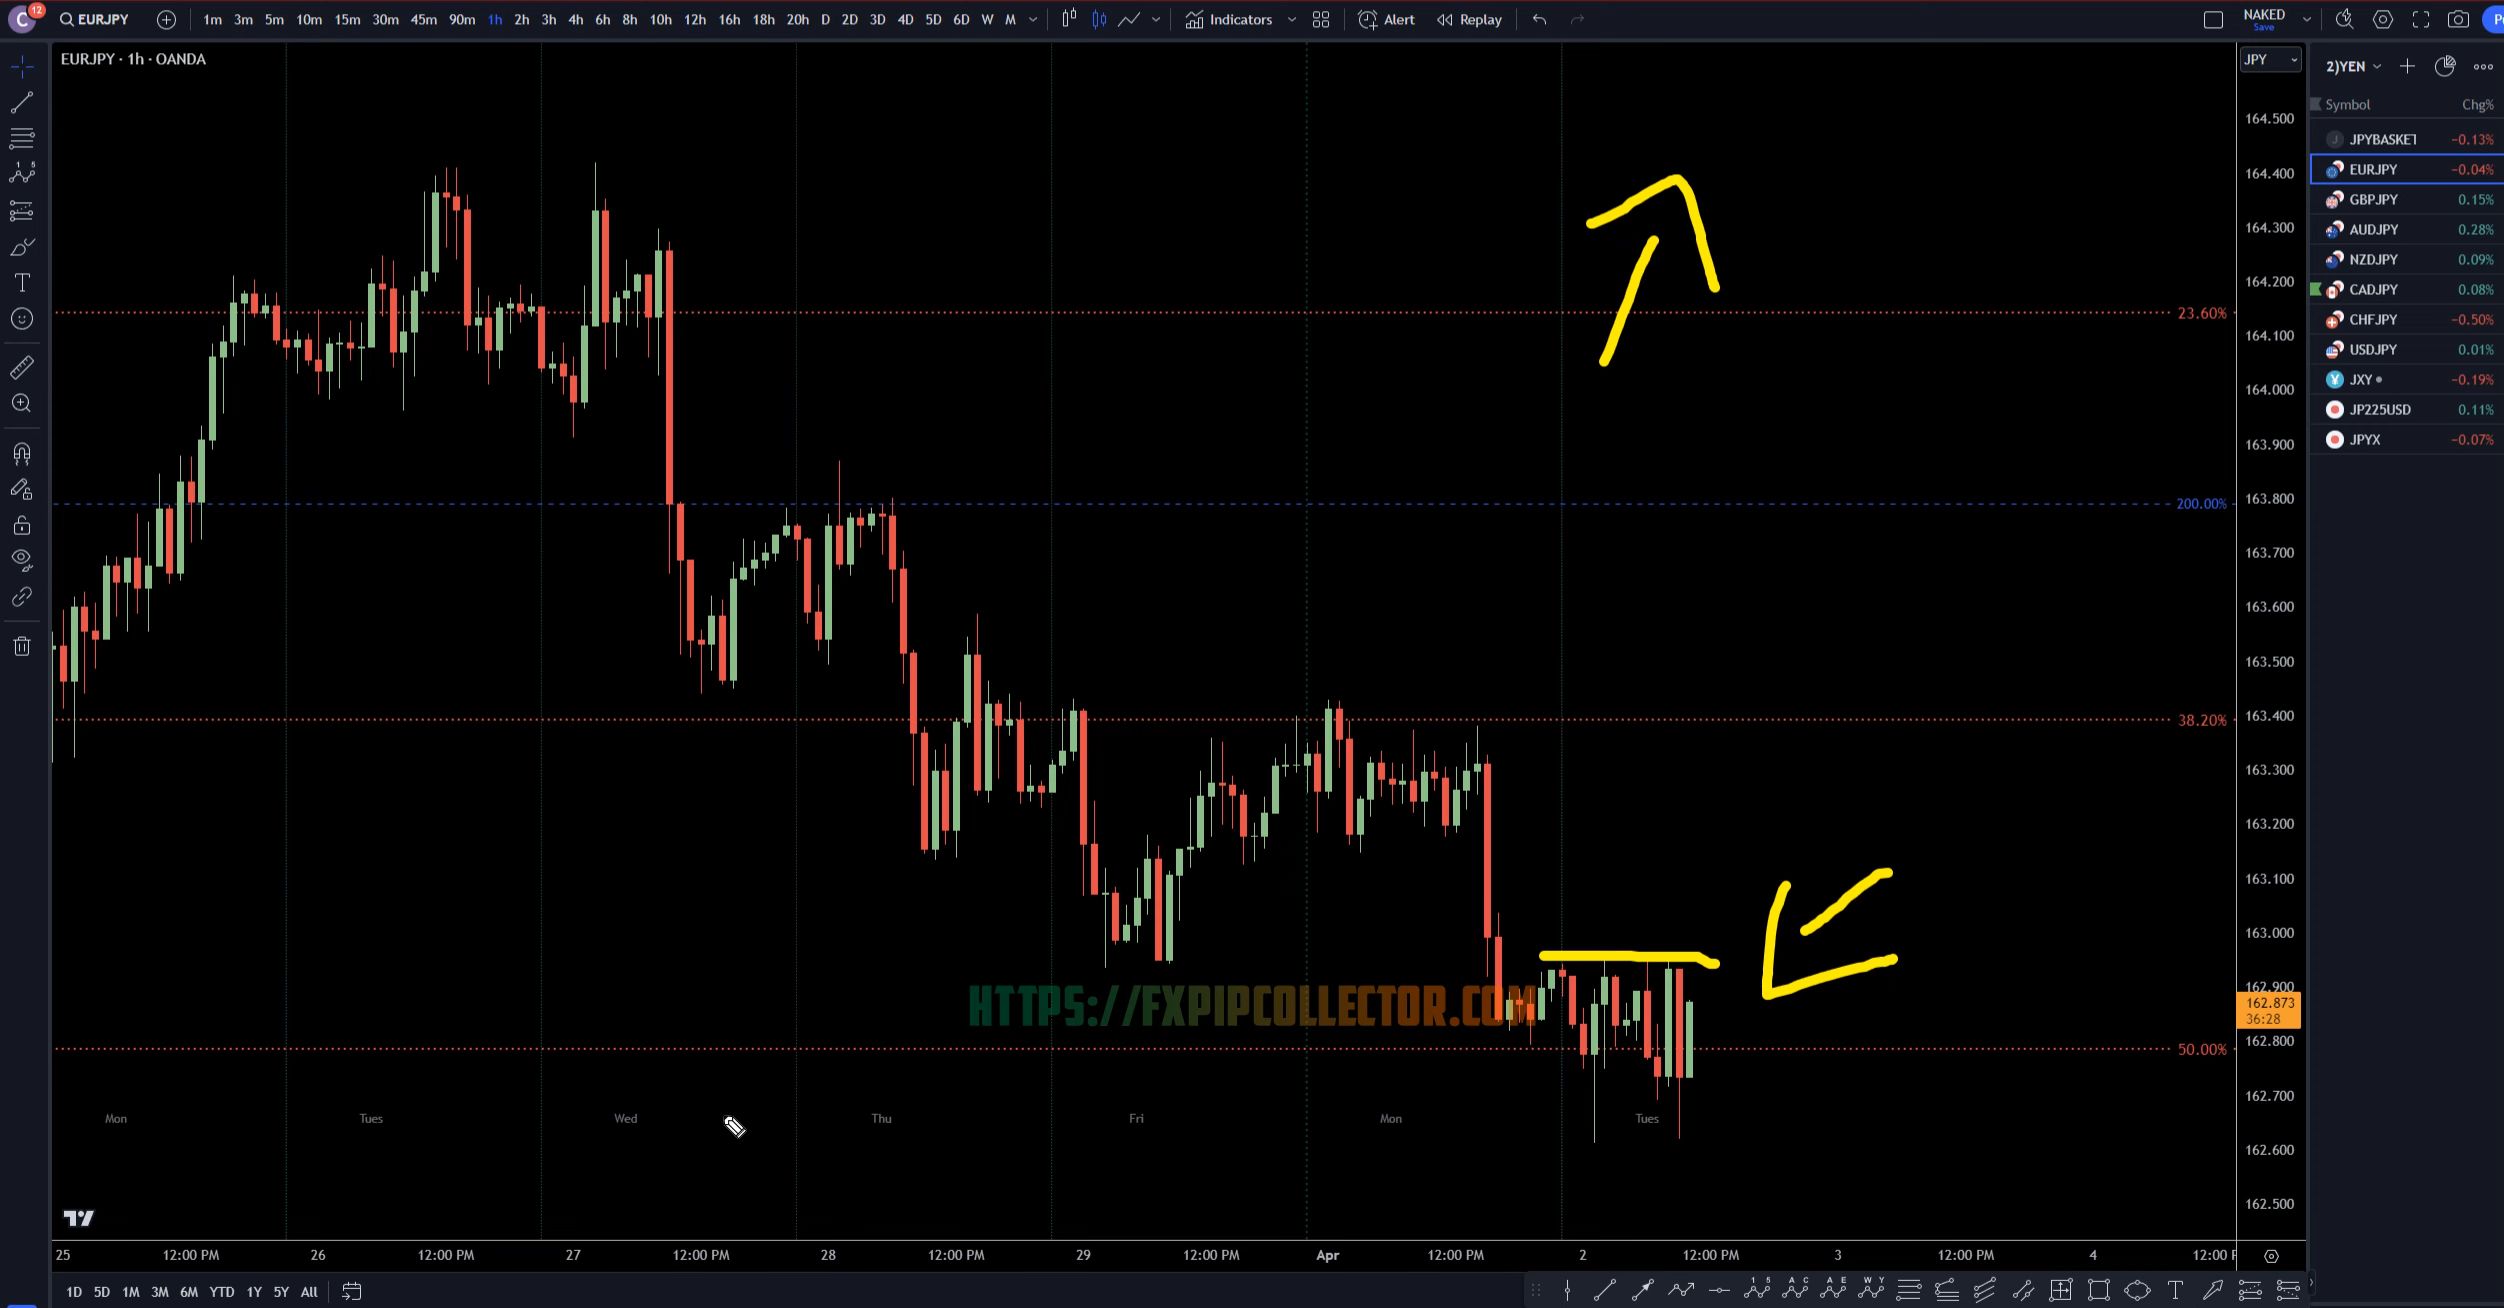 C 12 EURJPY 1m 3m 5m 10m 15m 30m 45m 90m 1h 2h 3h 4h 6h 8h 10h 12h 16h 18h 20h D 2D 3D 4D 5D 6D W M Indicators Alert Replay NAKED
Save
EURJPY · 1h · OANDA
JPY
2)YEN
Symbol Chg%
JPYBASKET −0.13%
EURJPY −0.04%
GBPJPY 0.15%
AUDJPY 0.28%
NZDJPY 0.09%
CADJPY 0.08%
CHFJPY −0.50%
USDJPY 0.01%
JXY −0.19%
JP225USD 0.11%
JPYX −0.07%
164.500
164.400
164.300
164.200
23.60%
164.100
164.000
163.900
163.800
200.00%
163.700
163.600
163.500
163.400
38.20%
163.300
163.200
163.100
163.000
162.900
162.873
36:28
HTTPS://FXPIPCOLLECTOR.COM
162.800
50.00%
162.700
162.600
162.500
Mon Tues Wed Thu Fri Mon Tues
25 12:00 PM 26 12:00 PM 27 12:00 PM 28 12:00 PM 29 12:00 PM Apr 12:00 PM 2 12:00 PM 3 12:00 PM 4 12:00
1D 5D 1M 3M 6M YTD 1Y 5Y All